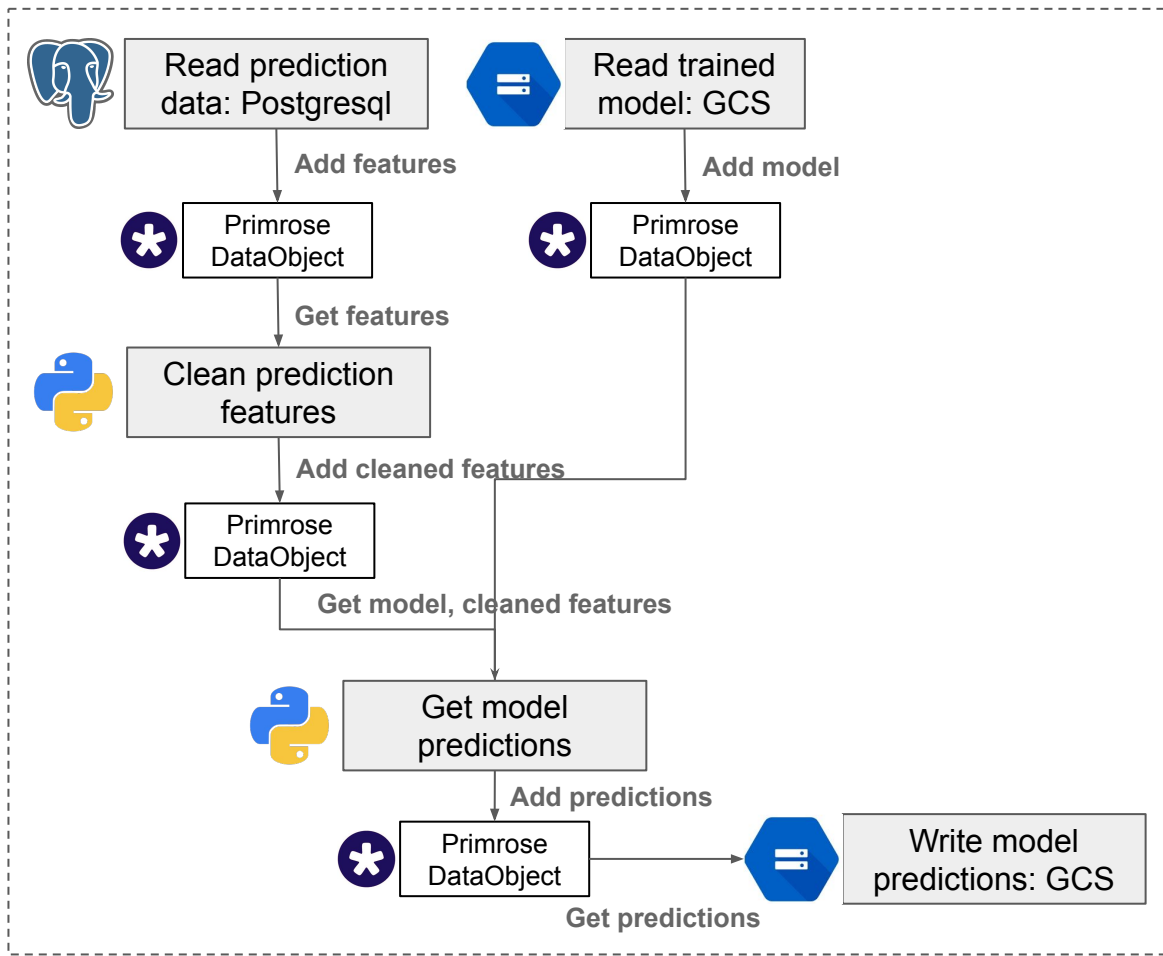 Read prediction
data: Postgresql
Read trained
model: GCS
Add features
Add model
Primrose
DataObject
Primrose
DataObject
Get features
Clean prediction
features
Add cleaned features
Primrose
DataObject
Get model, cleaned features
Get model
predictions
Add predictions
Primrose
DataObject
Write model
predictions: GCS
Get predictions